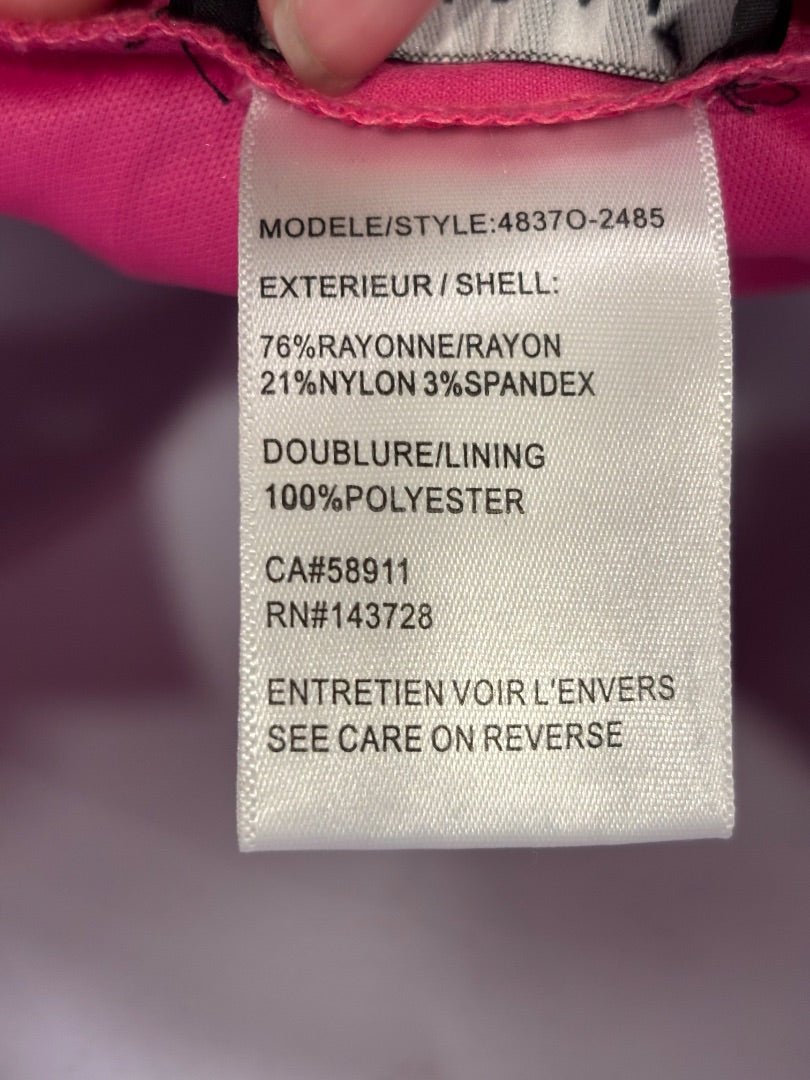 MODELE/STYLE:4837O-2485
EXTERIEUR / SHELL:
76%RAYONNE/RAYON
21%NYLON 3%SPANDEX
DOUBLURE/LINING
100%POLYESTER
CA#58911
RN#143728
ENTRETIEN VOIR L'ENVERS
SEE CARE ON REVERSE